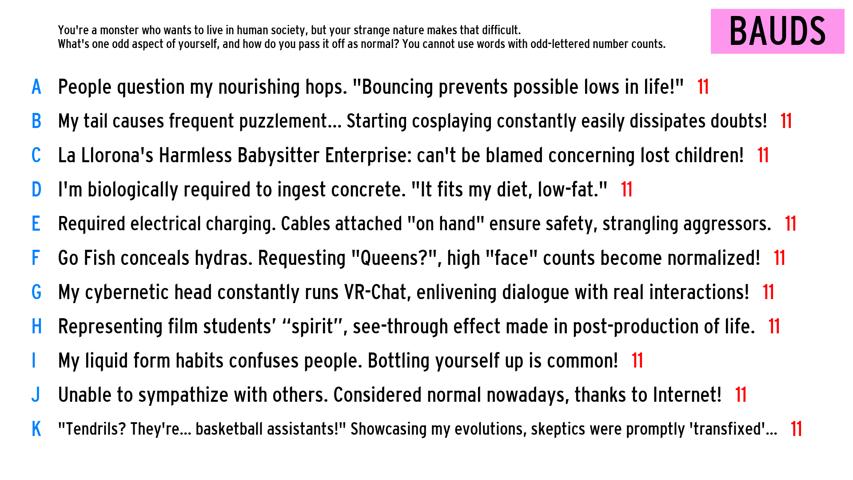 You're a monster who wants to live in human society, but your strange nature makes that difficult.
What's one odd aspect of yourself, and how do you pass it off as normal? You cannot use words with odd-lettered number counts.
BAUDS
A People question my nourishing hops. "Bouncing prevents possible lows in life!" 11
B My tail causes frequent puzzlement... Starting cosplaying constantly easily dissipates doubts! 11
C La Llorona's Harmless Babysitter Enterprise: can't be blamed concerning lost children! 11
D I'm biologically required to ingest concrete. "It fits my diet, low-fat." 11
E Required electrical charging. Cables attached "on hand" ensure safety, strangling aggressors. 11
F Go Fish conceals hydras. Requesting "Queens?", high "face" counts become normalized! 11
G My cybernetic head constantly runs VR-Chat, enlivening dialogue with real interactions! 11
H Representing film students’ “spirit”, see-through effect made in post-production of life. 11
I My liquid form habits confuses people. Bottling yourself up is common! 11
J Unable to sympathize with others. Considered normal nowadays, thanks to Internet! 11
K "Tendrils? They're... basketball assistants!" Showcasing my evolutions, skeptics were promptly 'transfixed'... 11